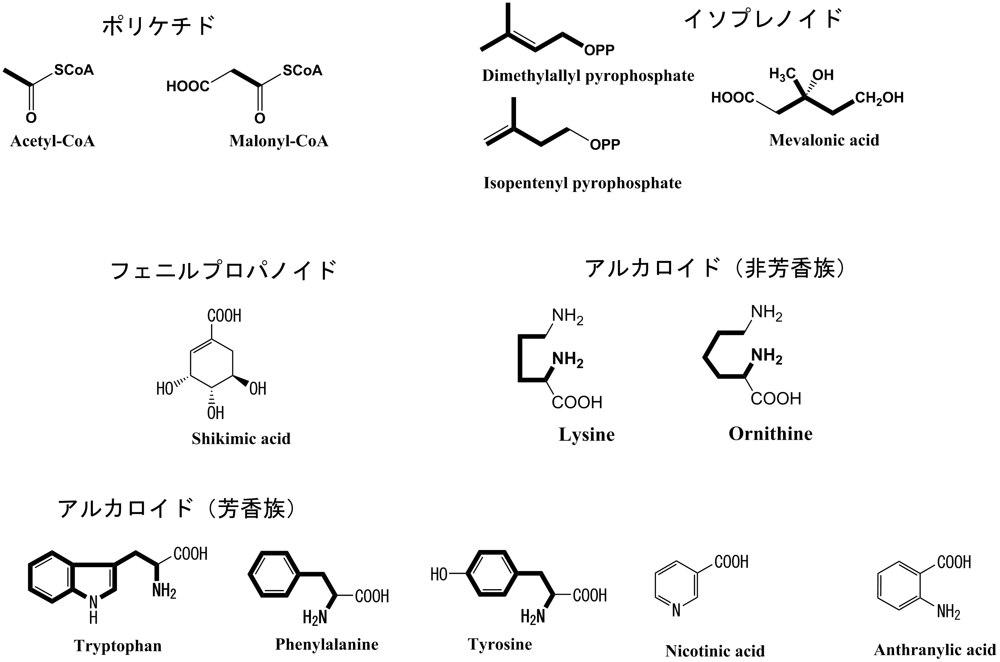 ポリケチド
イソプレノイド
OPP
SCoA
SCoA
HOOC
O
O
Dimethylallyl pyrophosphate
H3C
OH
HOOC
CH2OH
Acetyl-CoA
Malonyl-CoA
OPP
Mevalonic acid
Isopentenyl pyrophosphate
フェニルプロパノイド
アルカロイド（非芳香族）
COOH
HO
OH
OH
Shikimic acid
NH2
NH2
COOH
Lysine
NH2
NH2
COOH
Ornithine
アルカロイド（芳香族）
COOH
NH2
N
H
Tryptophan
COOH
H2N
Phenylalanine
HO
COOH
H2N
Tyrosine
COOH
N
Nicotinic acid
COOH
NH2
Anthranylic acid